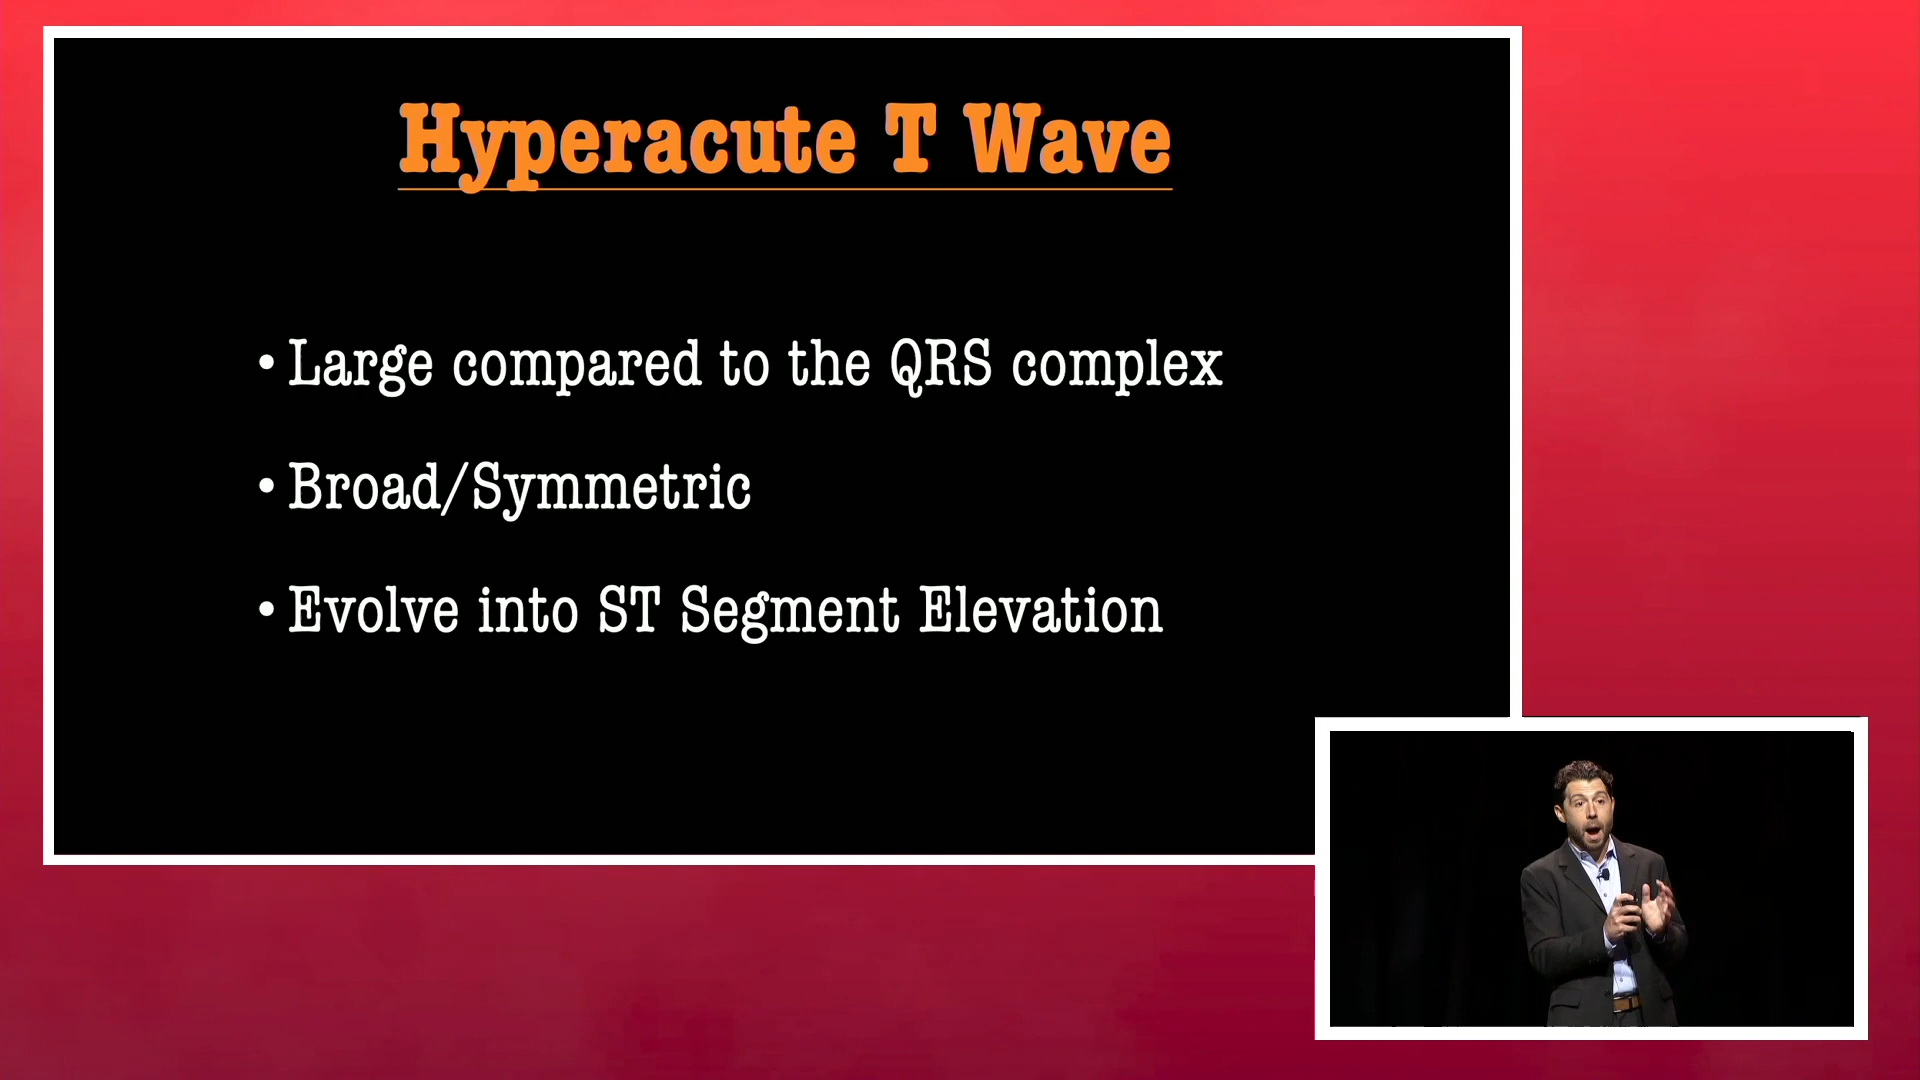 Hyperacute T Wave
• Large compared to the QRS complex
• Broad/Symmetric
• Evolve into ST Segment Elevation